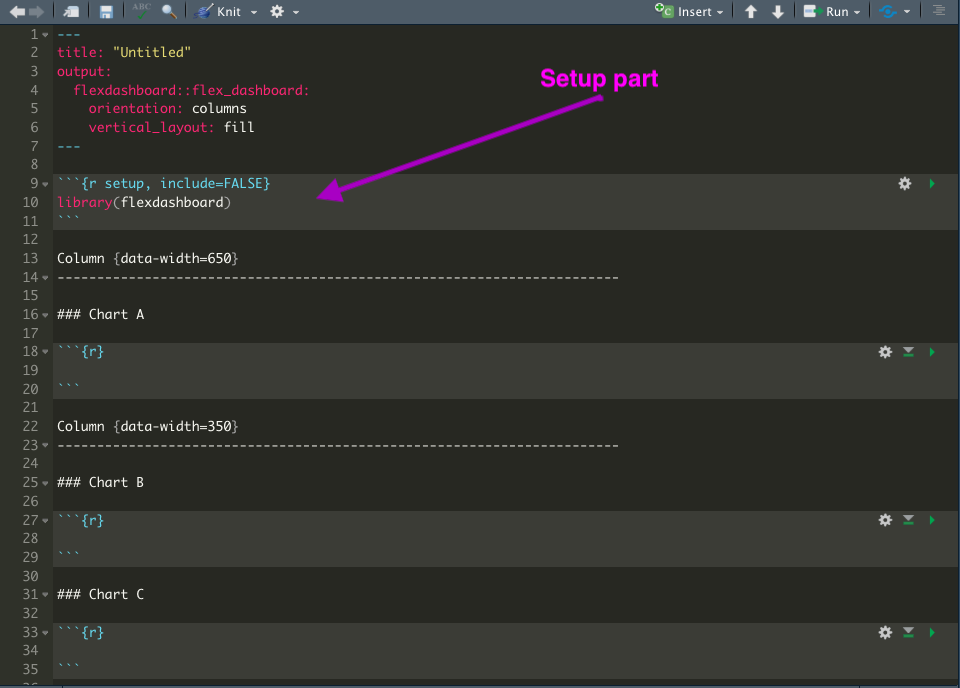 ABC
Knit
Insert
Run
1 ---
2 title: "Untitled"
3 output:
4   flexdashboard::flex_dashboard:
5     orientation: columns
6     vertical_layout: fill
7 ---
8
9 ```{r setup, include=FALSE}
10 library(flexdashboard)
11 ```
12
13 Column {data-width=650}
14 -----------------------------------------------------------------------
15
16 ### Chart A
17
18 ```{r}
19
20 ```
21
22 Column {data-width=350}
23 -----------------------------------------------------------------------
24
25 ### Chart B
26
27 ```{r}
28
29 ```
30
31 ### Chart C
32
33 ```{r}
34
35 ```
Setup part